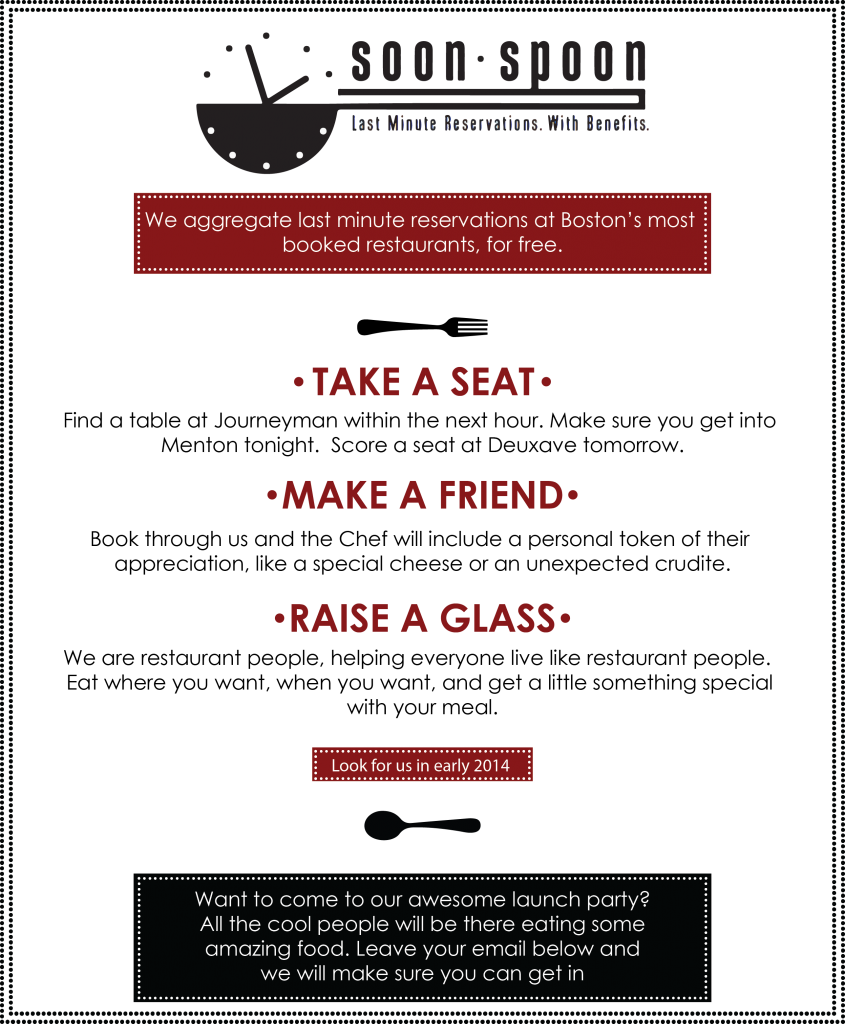 soon·spoon
Last Minute Reservations. With Benefits.
We aggregate last minute reservations at Boston’s most
booked restaurants, for free.
•TAKE A SEAT•
Find a table at Journeyman within the next hour. Make sure you get into
Menton tonight.  Score a seat at Deuxave tomorrow.
•MAKE A FRIEND•
Book through us and the Chef will include a personal token of their
appreciation, like a special cheese or an unexpected crudite.
•RAISE A GLASS•
We are restaurant people, helping everyone live like restaurant people.
Eat where you want, when you want, and get a little something special
with your meal.
Look for us in early 2014
Want to come to our awesome launch party?
All the cool people will be there eating some
amazing food. Leave your email below and
we will make sure you can get in